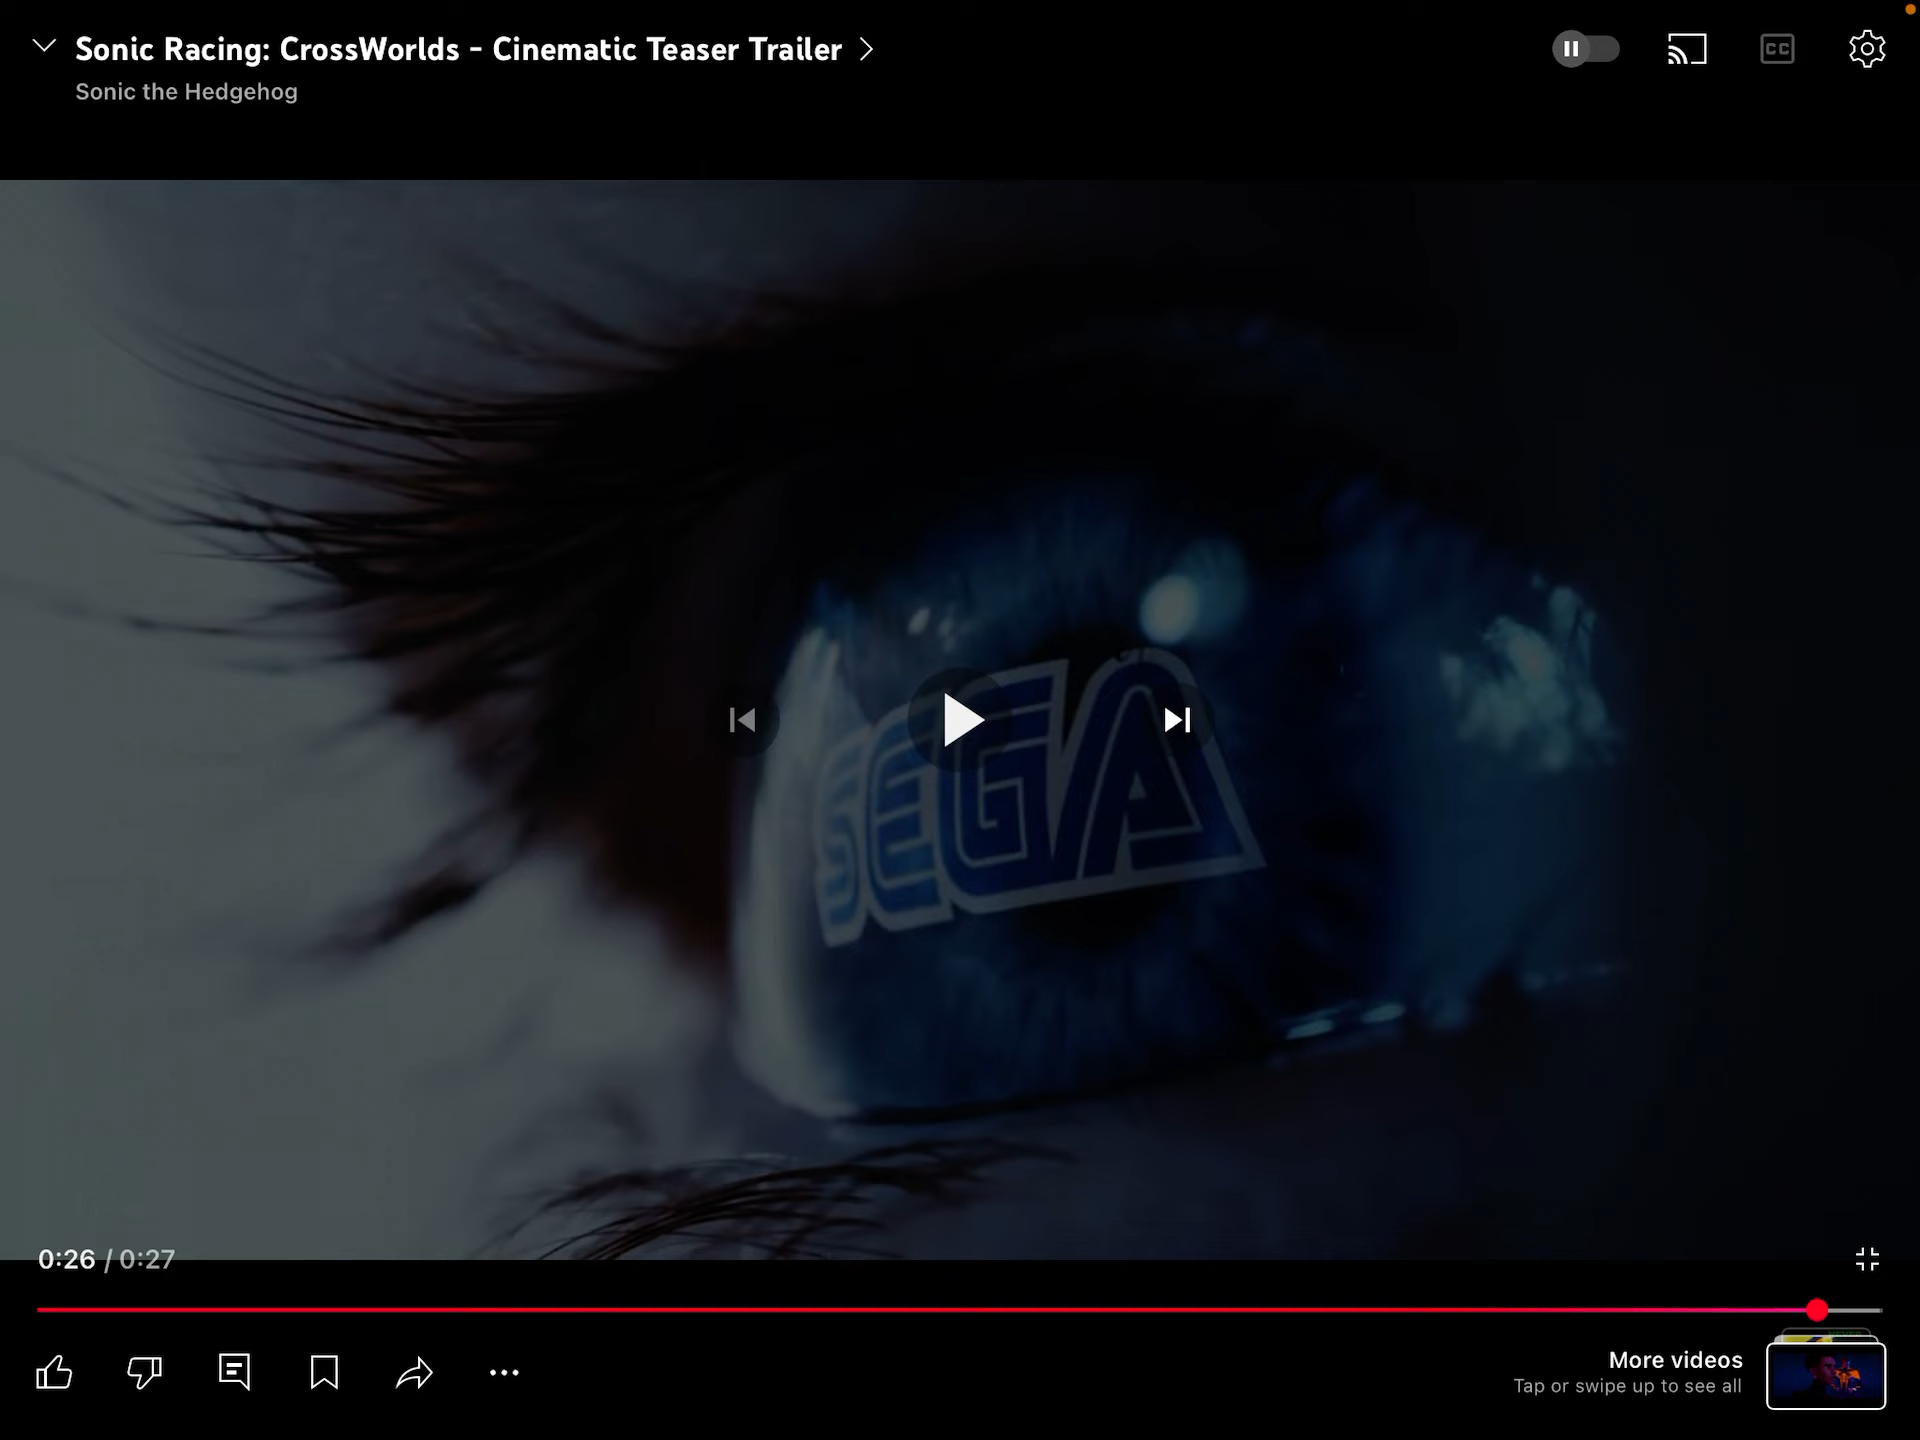 Sonic Racing: CrossWorlds - Cinematic Teaser Trailer
Sonic the Hedgehog
CC
SEGA
0:26 / 0:27
More videos
Tap or swipe up to see all